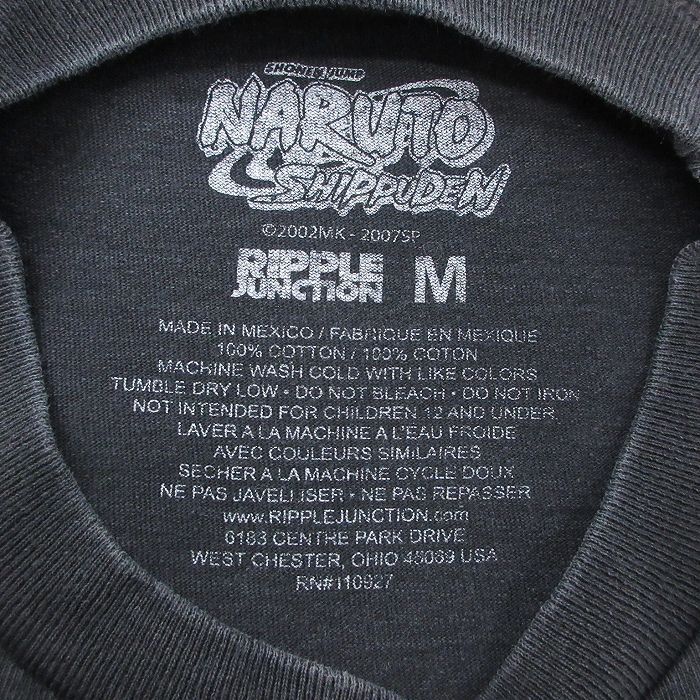 SHONEN JUMP
NARUTO
SHIPPUDEN
©2002MK - 2007SP
RIPPLE
JUNCTION M
MADE IN MEXICO / FABRIQUE EN MEXIQUE
100% COTTON / 100% COTON
MACHINE WASH COLD WITH LIKE COLORS
TUMBLE DRY LOW • DO NOT BLEACH • DO NOT IRON
NOT INTENDED FOR CHILDREN 12 AND UNDER.
LAVER A LA MACHINE A L'EAU FROIDE
AVEC COULEURS SIMILAIRES
SECHER A LA MACHINE CYCLE DOUX
NE PAS JAVELLISER • NE PAS REPASSER
www.RIPPLEJUNCTION.com
6183 CENTRE PARK DRIVE
WEST CHESTER, OHIO 45069 USA
RN#110927